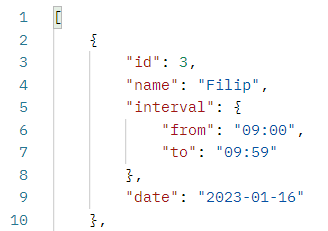 1 [
2 {
3 "id": 3,
4 "name": "Filip",
5 "interval": {
6 "from": "09:00",
7 "to": "09:59"
8 },
9 "date": "2023-01-16"
10 },